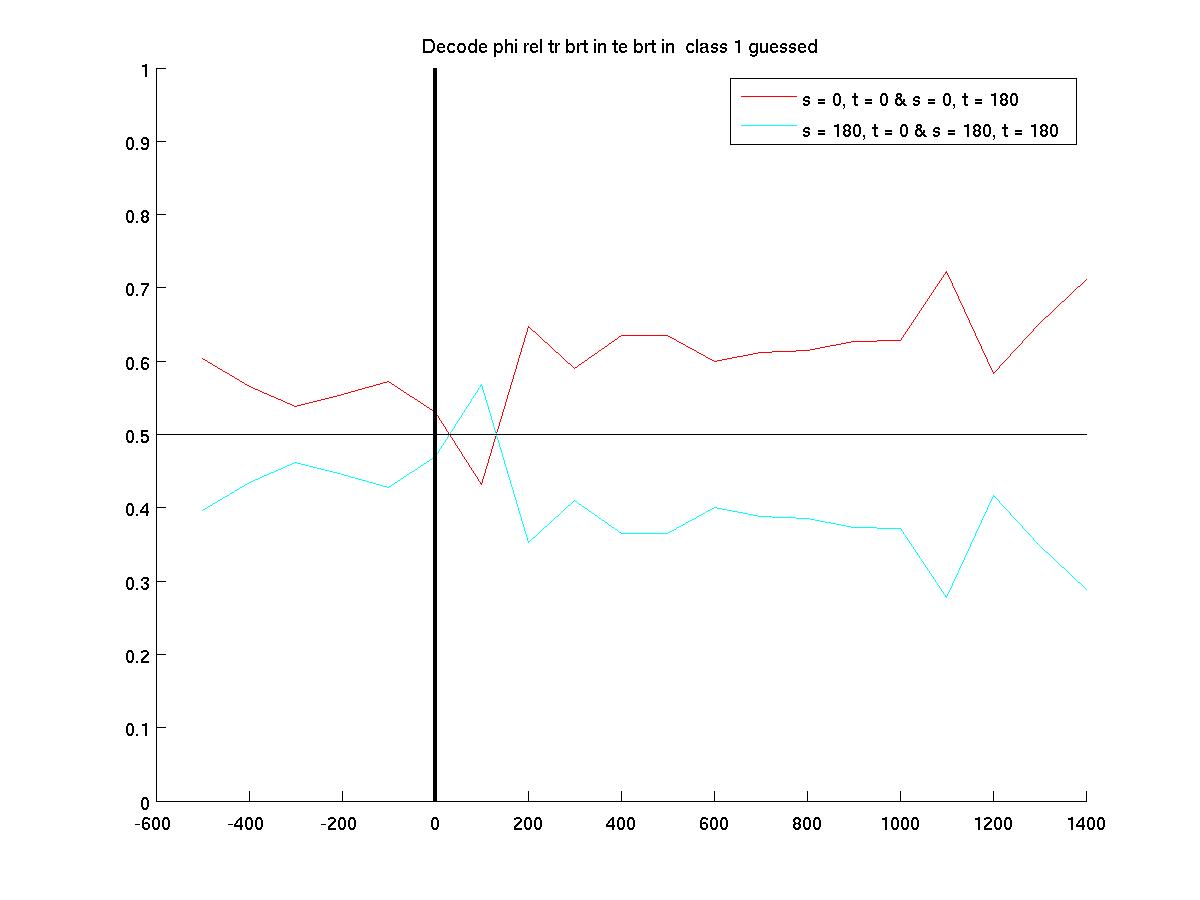 Decode phi rel tr brt in te brt in  class 1 guessed
s = 0, t = 0 & s = 0, t = 180
s = 180, t = 0 & s = 180, t = 180
1
0.9
0.8
0.7
0.6
0.5
0.4
0.3
0.2
0.1
0
-600 -400 -200 0 200 400 600 800 1000 1200 1400